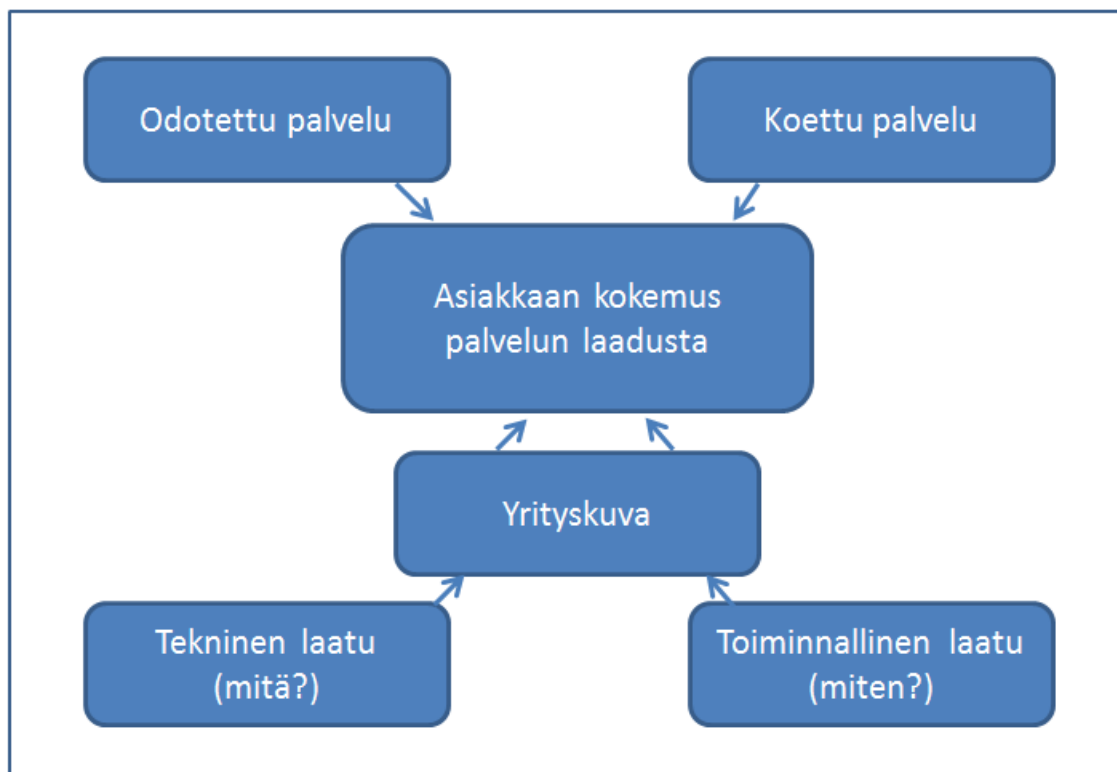 Odotettu palvelu
Koettu palvelu
Asiakkaan kokemus
palvelun laadusta
Yrityskuva
Tekninen laatu
(mitä?)
Toiminnallinen laatu
(miten?)